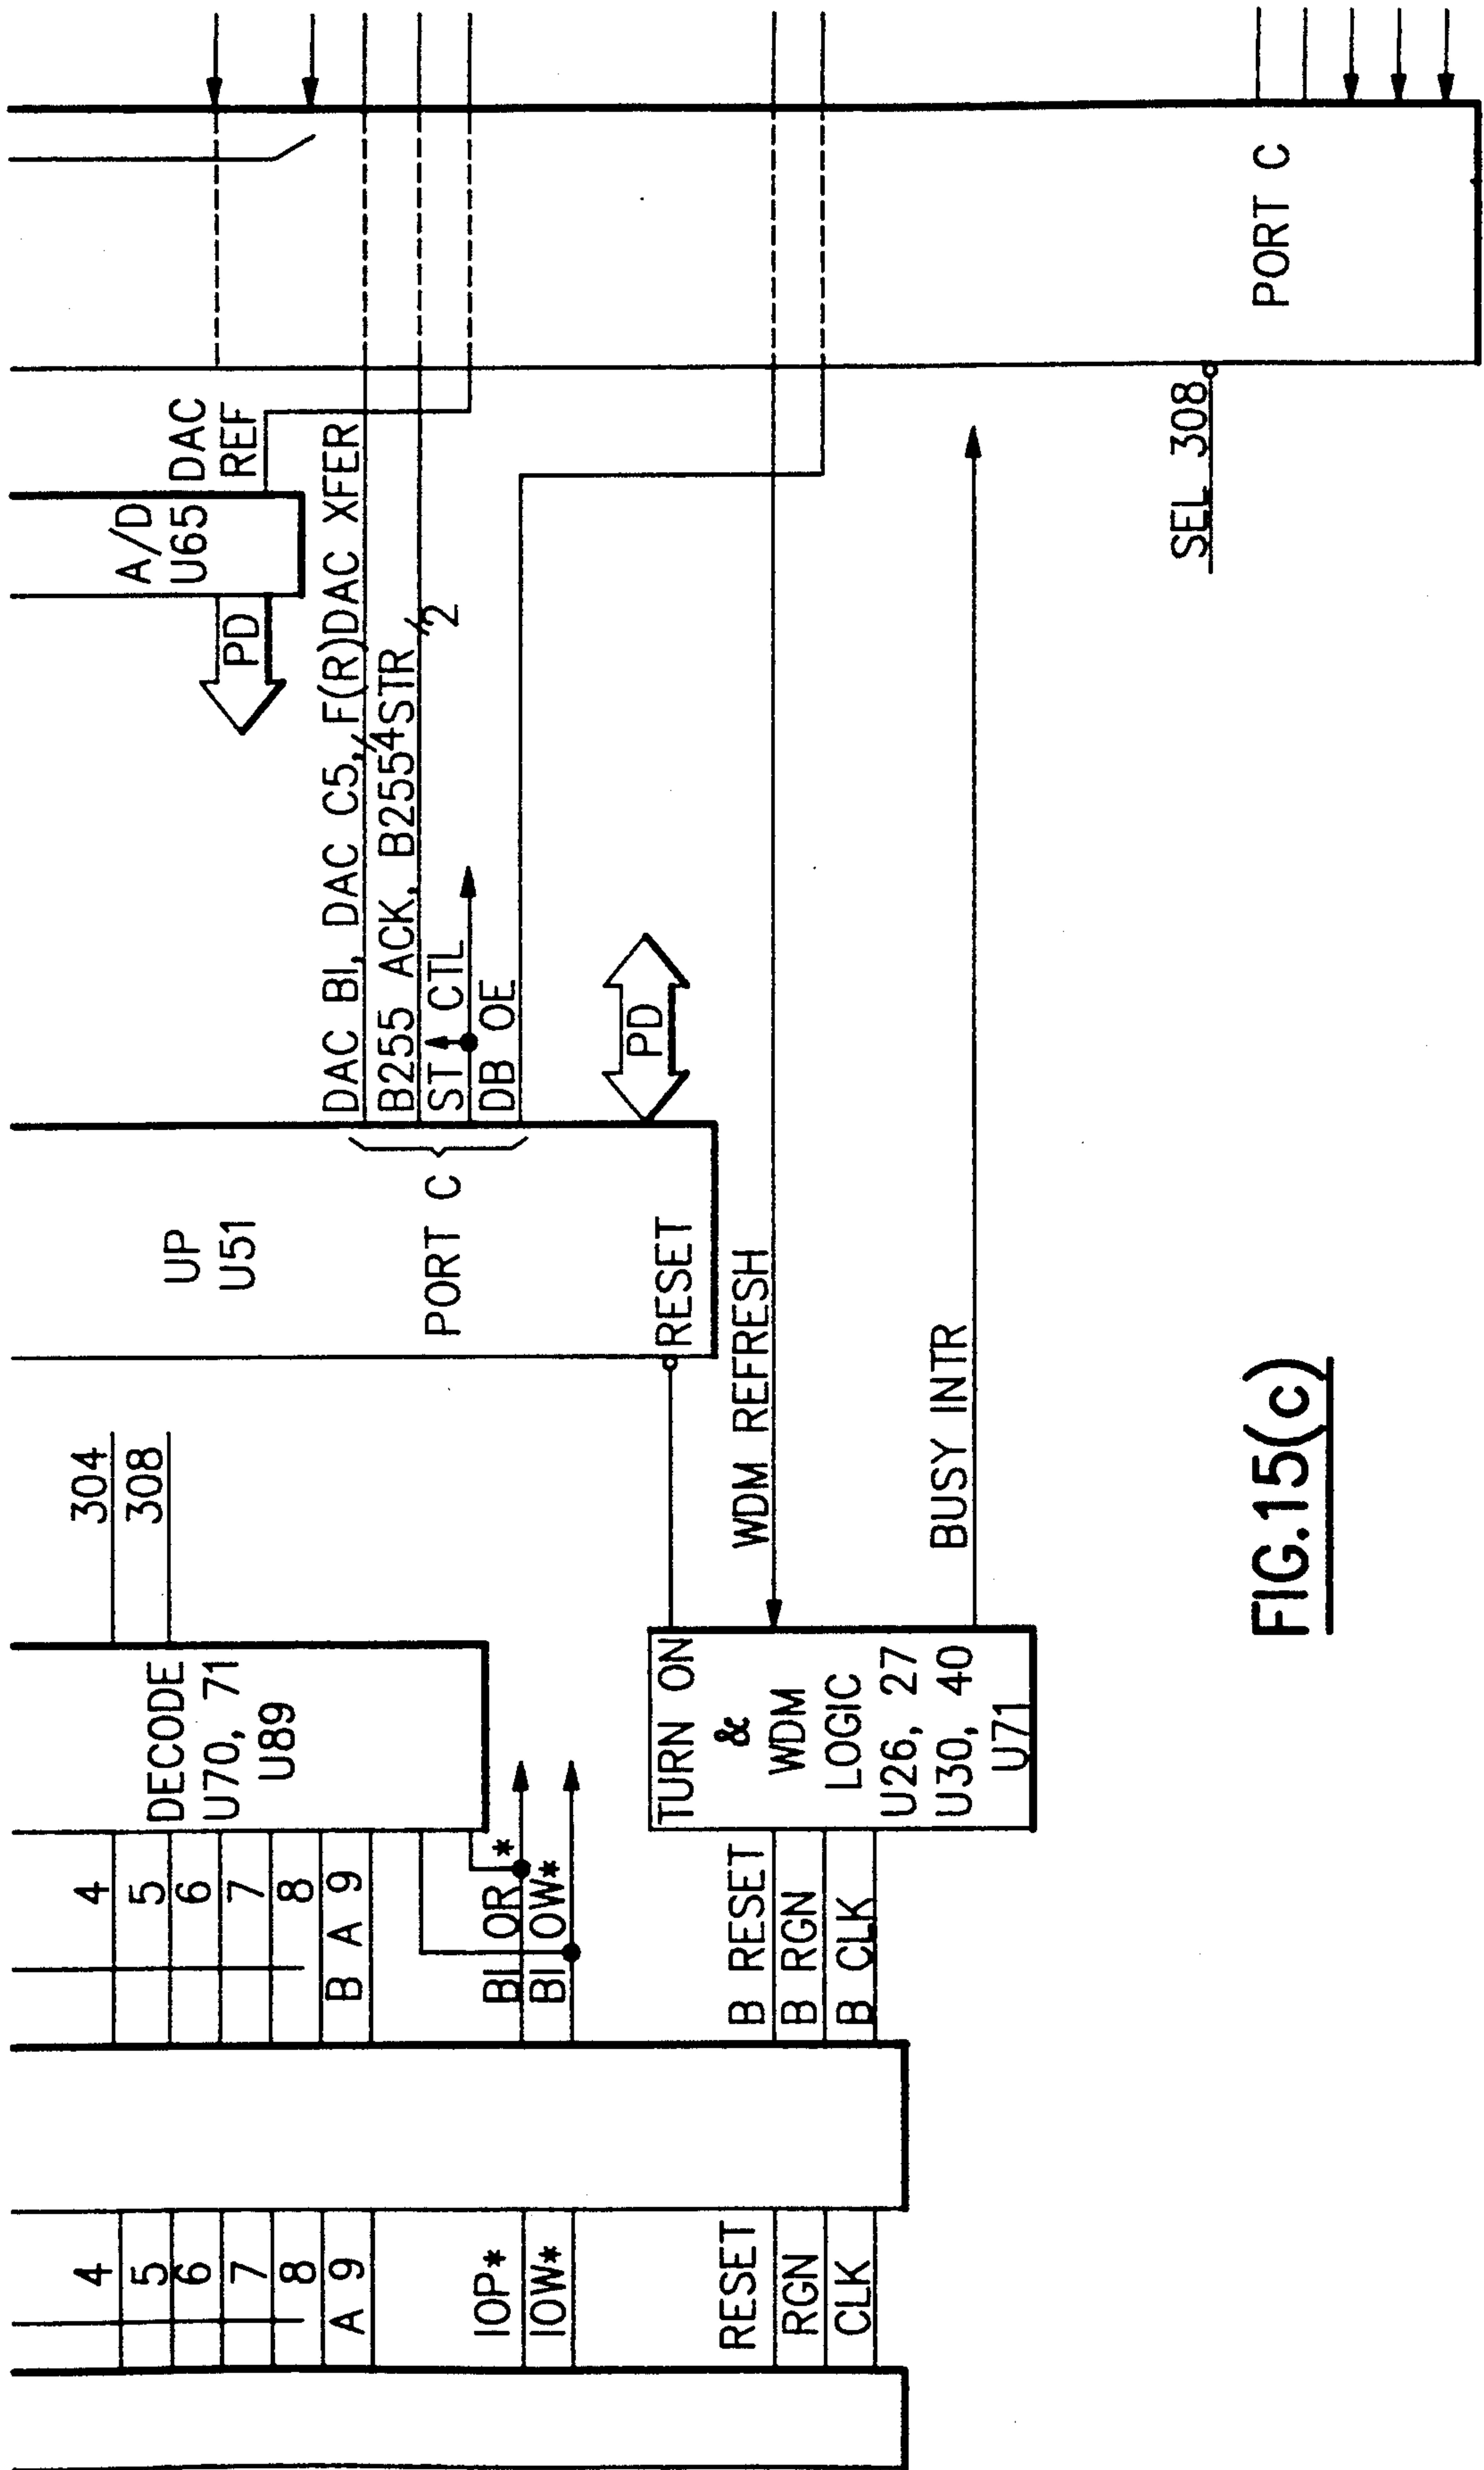 4
5
6
7
8
A 9
IOP*
IOW*
RESET
RGN
CLK
4
5
6
7
8
B A 9
BI OR *
BI OW*
B RESET
B RGN
B CLK
DECODE
U70, 71
U89
304
308
TURN ON
&
WDM
LOGIC
U26, 27
U30, 40
U71
WDM REFRESH
BUSY INTR
UP
U51
PORT C
RESET
DAC BI, DAC C5, F(R)DAC XFER
4
B255 ACK, B255 STR
2
ST CTL
DB OE
PD
PD
A/D
U65
DAC
REF
SEL 308
PORT C
FIG.15(c)